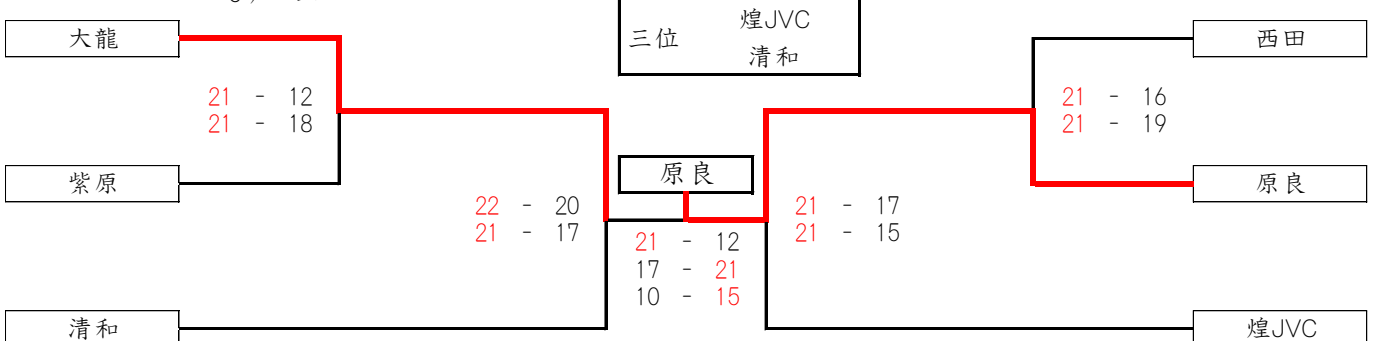 大龍
三位
煌JVC
清和
西田
21 - 12
21 - 18
21 - 16
21 - 19
紫原
原良
原良
22 - 20
21 - 17
21 - 12
17 - 21
10 - 15
21 - 17
21 - 15
清和
煌JVC